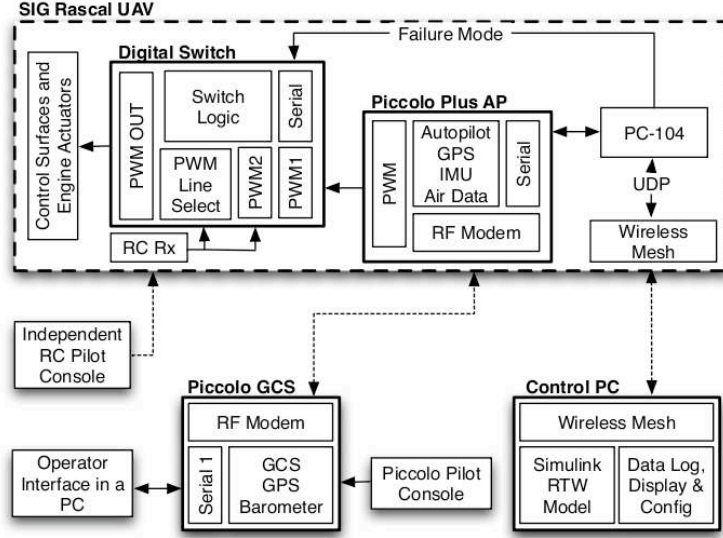 SIG Rascal UAV
Failure Mode
Digital Switch
Control Surfaces and
Engine Actuators
PWM OUT
Switch
Logic
Serial
PWM
Line
Select
PWM2
PWM1
RC Rx
Piccolo Plus AP
PWM
Autopilot
GPS
IMU
Air Data
Serial
RF Modem
PC-104
UDP
Wireless
Mesh
Independent
RC Pilot
Console
Piccolo GCS
RF Modem
Serial 1
GCS
GPS
Barometer
Operator
Interface in a
PC
Piccolo Pilot
Console
Control PC
Wireless Mesh
Simulink
RTW
Model
Data Log,
Display &
Config